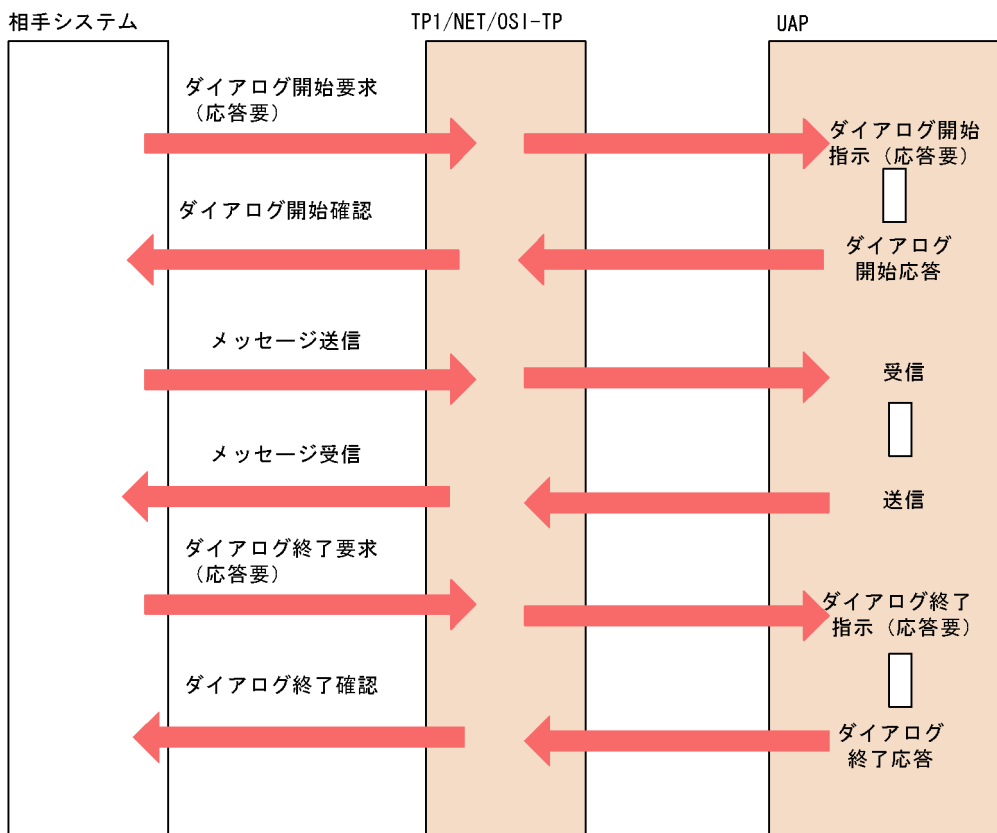 相手システム
TP1/NET/OSI-TP
UAP
ダイアログ開始要求
（応答要）
ダイアログ開始
指示（応答要）
ダイアログ開始確認
ダイアログ
開始応答
メッセージ送信
受信
メッセージ受信
送信
ダイアログ終了要求
（応答要）
ダイアログ終了
指示（応答要）
ダイアログ終了確認
ダイアログ
終了応答